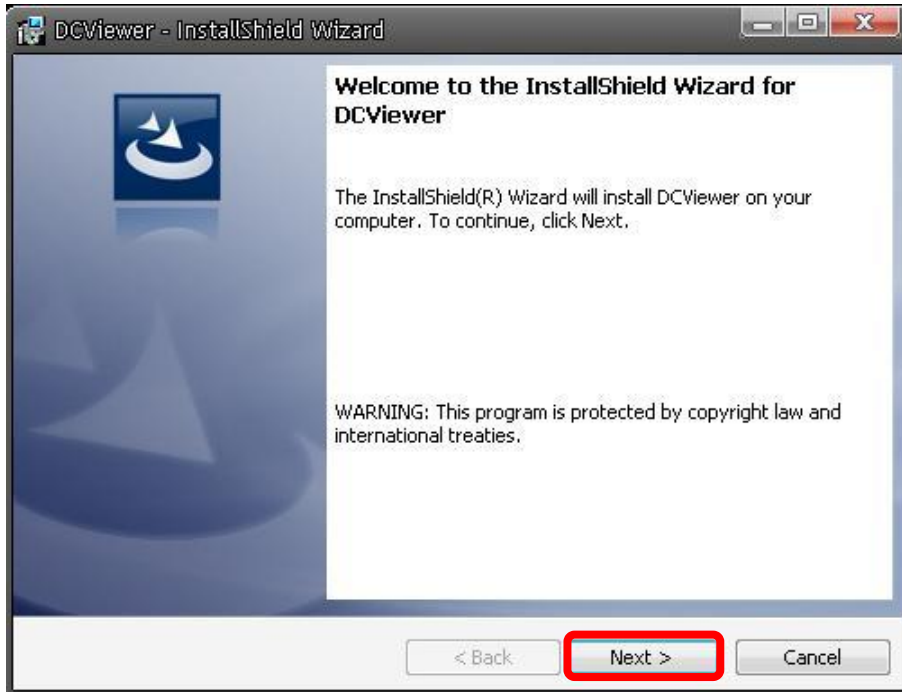 DCViewer - InstallShield Wizard
Welcome to the InstallShield Wizard for
DCViewer
The InstallShield(R) Wizard will install DCViewer on your
computer. To continue, click Next.
WARNING: This program is protected by copyright law and
international treaties.
< Back
Next >
Cancel